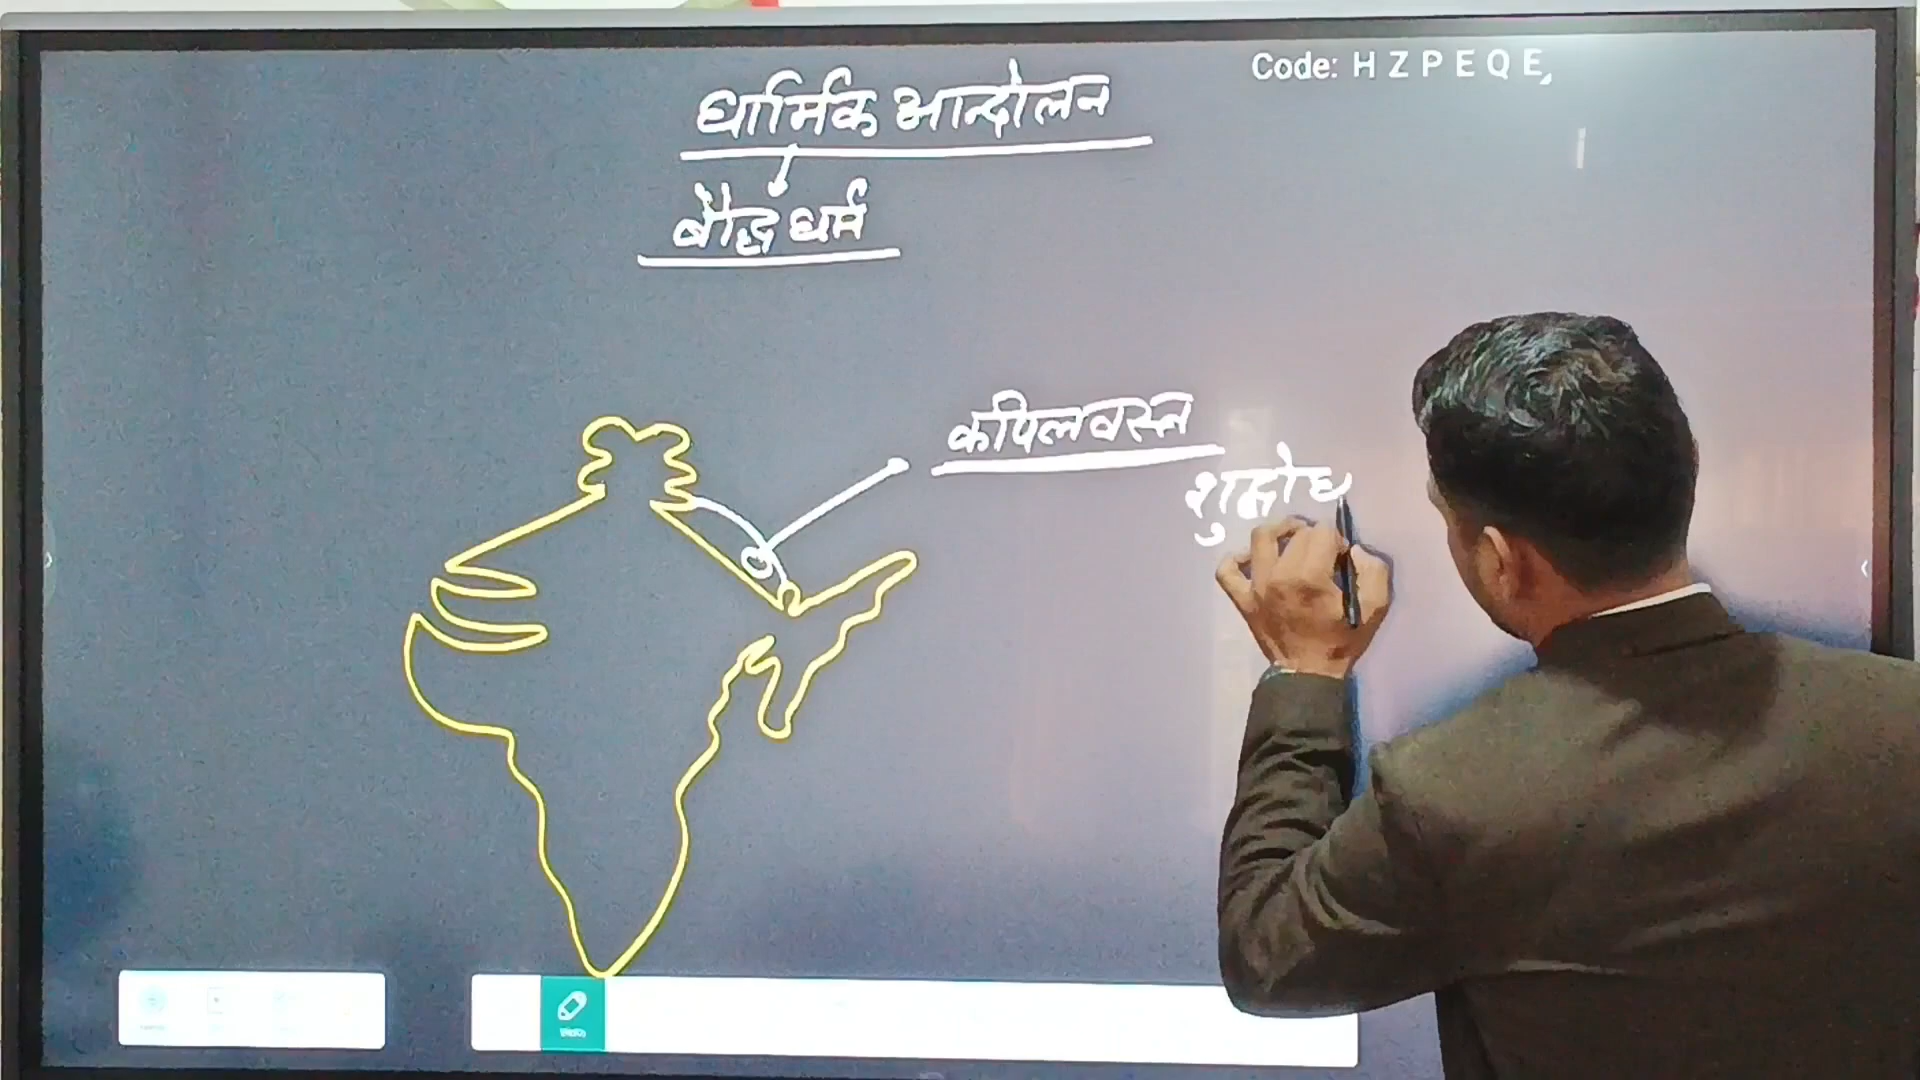 Code: H Z P E Q E
धार्मिक आन्दोलन
बौद्ध धर्म
कपिलवस्तु
शुद्धोध